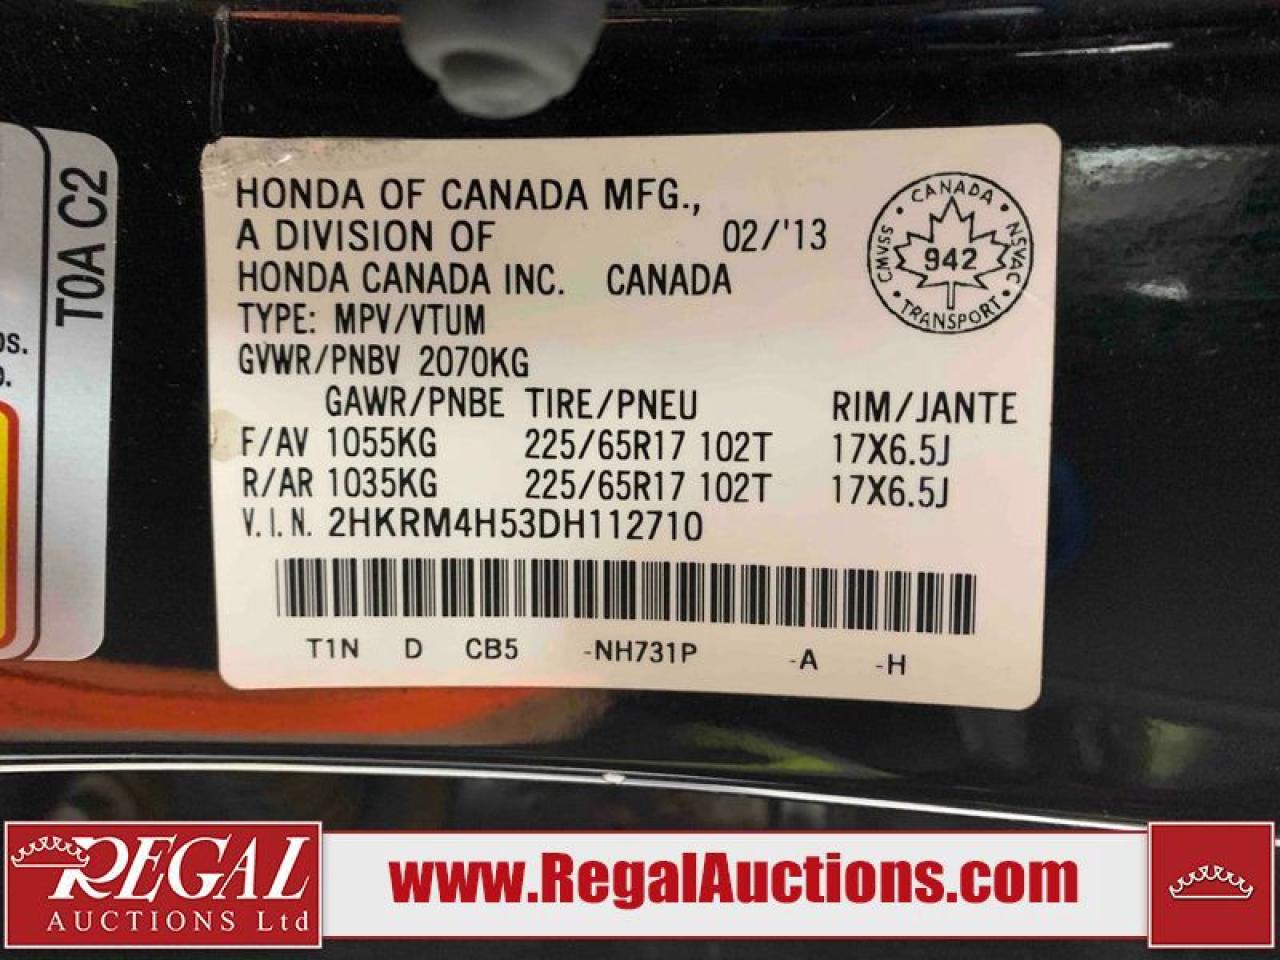 T0A C2
HONDA OF CANADA MFG.,
A DIVISION OF 02/'13
HONDA CANADA INC. CANADA
TYPE: MPV/VTUM
GVWR/PNBV 2070KG
GAWR/PNBE TIRE/PNEU RIM/JANTE
F/AV 1055KG 225/65R17 102T 17X6.5J
R/AR 1035KG 225/65R17 102T 17X6.5J
V.I.N. 2HKRM4H53DH112710
T1N D CB5 -NH731P -A -H
CANADA • NSVAC • TRANSPORT • CMVSS •
942
REGAL
AUCTIONS Ltd
www.RegalAuctions.com